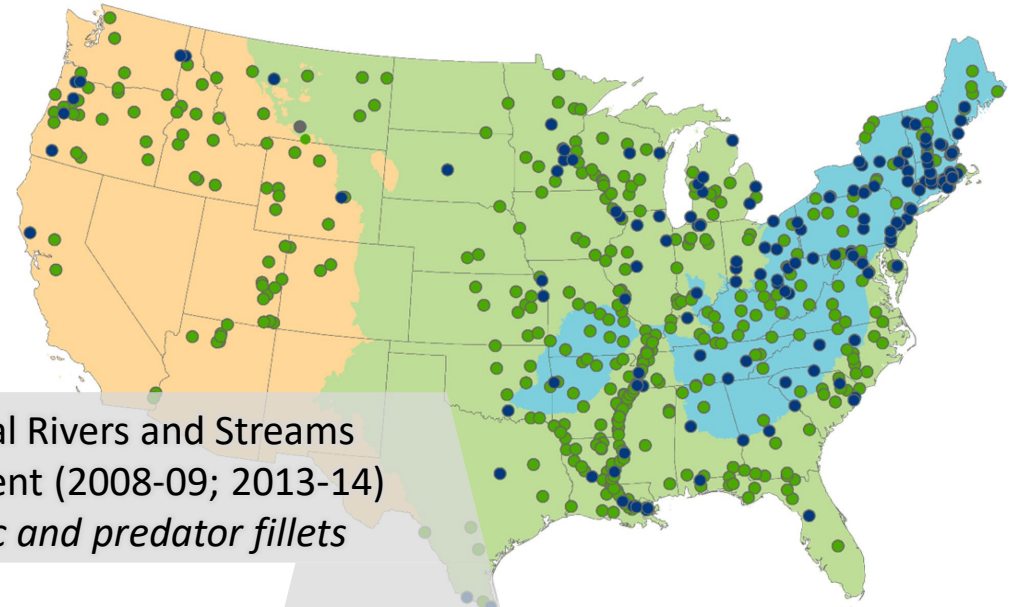 al Rivers and Streams
ent (2008-09; 2013-14)
c and predator fillets